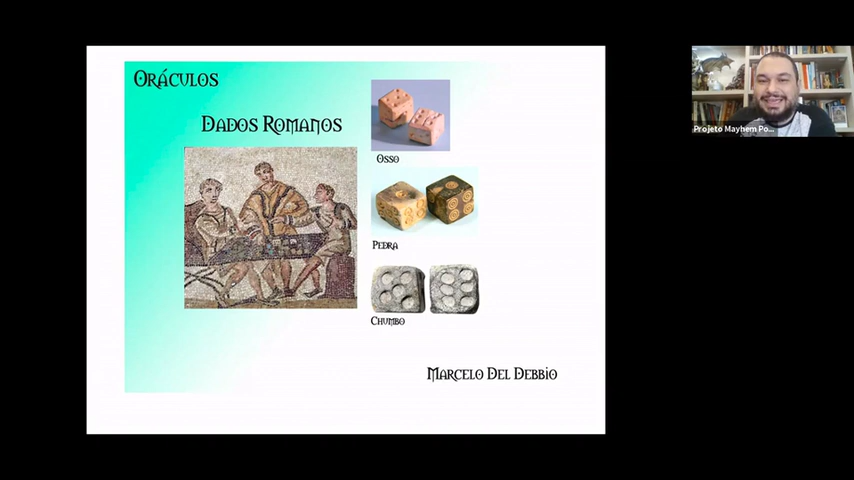 Oráculos
Dados Romanos
Osso
Pedra
Chumbo
Marcelo Del Debbio
Projeto Mayhem Po...